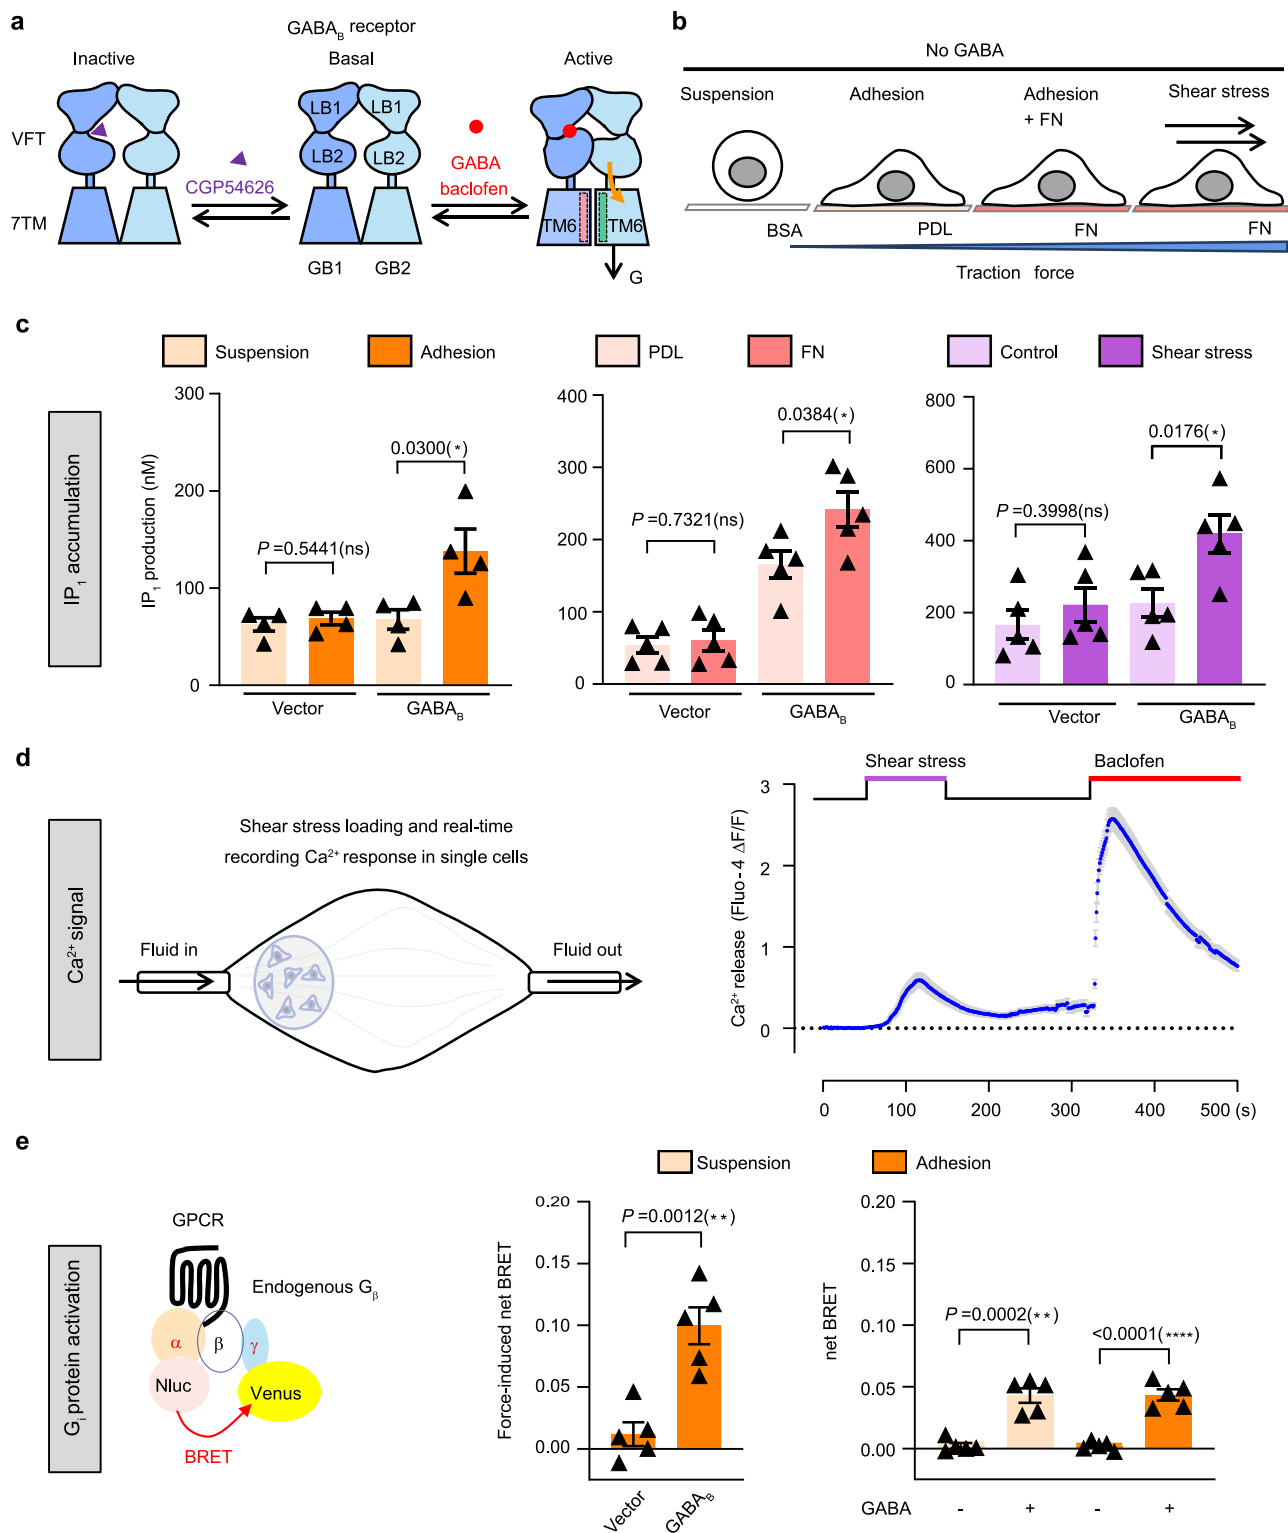 a
GABA_B receptor
Inactive
Basal
Active
VFT
LB1
LB1
LB2
LB2
CGP54626
GABA
baclofen
7TM
TM6
TM6
GB1
GB2
G
b
No GABA
Suspension
Adhesion
Adhesion
+ FN
Shear stress
BSA
PDL
FN
FN
Traction force
c
IP₁ accumulation
Suspension
Adhesion
IP₁ production (nM)
300
200
100
0
P=0.5441(ns)
0.0300(*)
Vector
GABA_B
PDL
FN
400
300
200
100
0
P=0.7321(ns)
0.0384(*)
Vector
GABA_B
Control
Shear stress
800
600
400
200
0
P=0.3998(ns)
0.0176(*)
Vector
GABA_B
d
Ca²⁺ signal
Shear stress loading and real-time
recording Ca²⁺ response in single cells
Fluid in
Fluid out
Shear stress
Baclofen
Ca²⁺ release (Fluo-4 ΔF/F)
3
2
1
0
0
100
200
300
400
500 (s)
e
G_i protein activation
GPCR
Endogenous G_β
α
β
γ
Nluc
Venus
BRET
Suspension
Adhesion
Force-induced net BRET
0.20
0.15
0.10
0.05
0.00
P=0.0012(**)
Vector
GABA_B
net BRET
0.20
0.15
0.10
0.05
0.00
P=0.0002(**)
<0.0001(****)
GABA - + - +